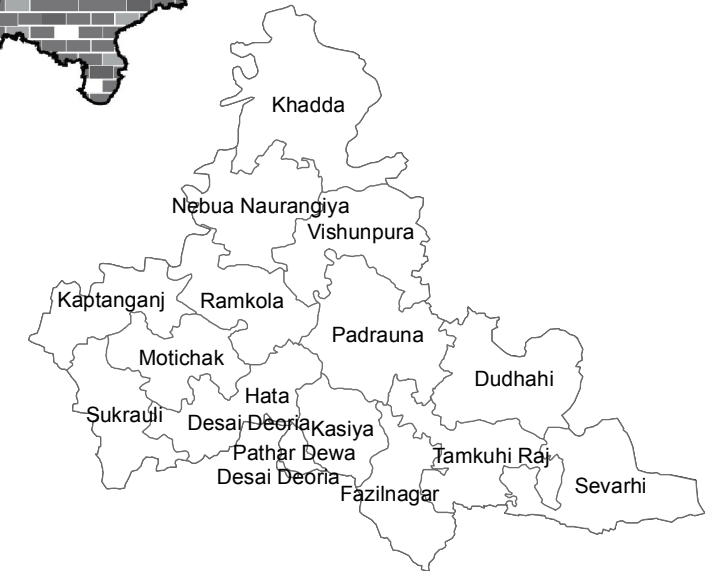 Khadda
Nebua Naurangiya
Vishunpura
Kaptanganj
Ramkola
Padrauna
Motichak
Dudhahi
Hata
Sukrauli
Desai Deoria
Kasiya
Pathar Dewa
Tamkuhi Raj
Desai Deoria
Sevarhi
Fazilnagar